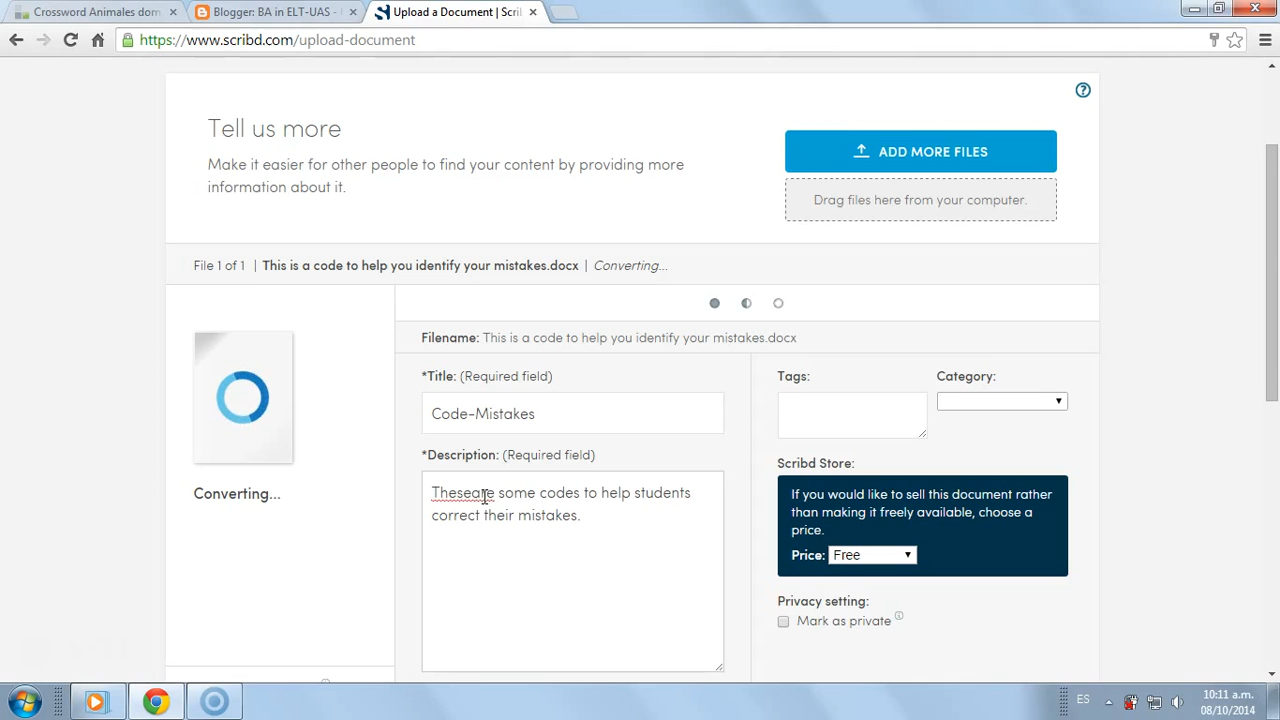 Crossword Animales dom
Blogger: BA in ELT-UAS -
Upload a Document | Scri
https://www.scribd.com/upload-document
Tell us more
Make it easier for other people to find your content by providing more
information about it.
ADD MORE FILES
Drag files here from your computer.
File 1 of 1 | This is a code to help you identify your mistakes.docx | Converting...
Filename: This is a code to help you identify your mistakes.docx
Converting...
*Title: (Required field)
Code-Mistakes
*Description: (Required field)
Theseare some codes to help students
correct their mistakes.
Tags:
Category:
Scribd Store:
If you would like to sell this document rather
than making it freely available, choose a
price.
Price: Free
Privacy setting:
Mark as private
ES
10:11 a.m.
08/10/2014